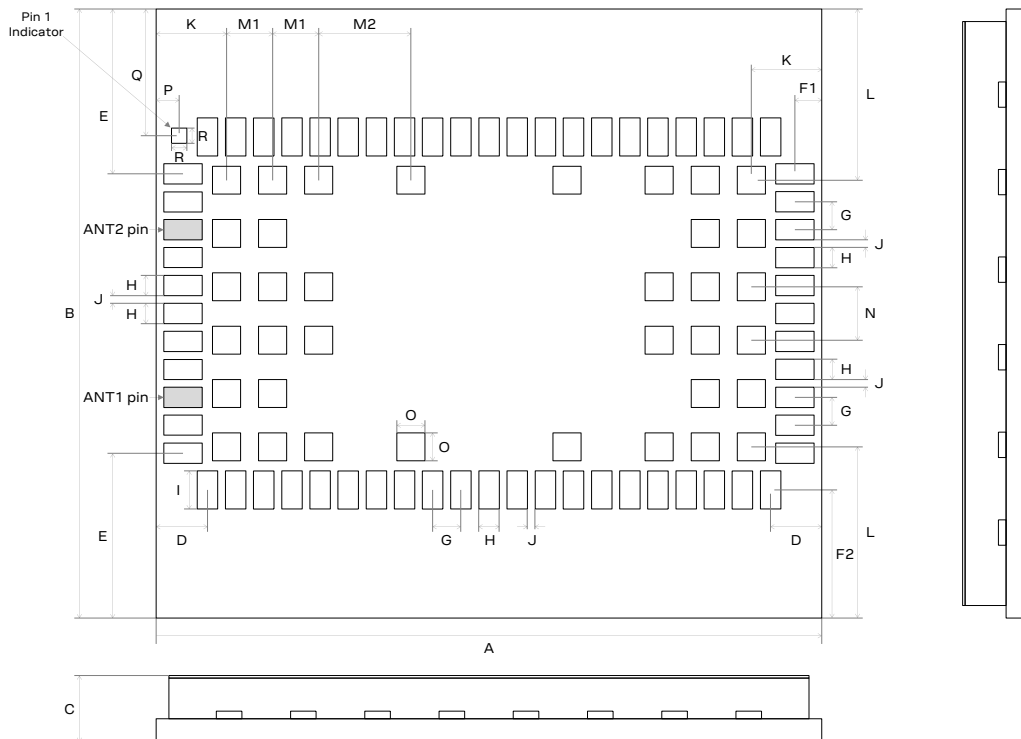 Pin 1
Indicator
K
M1
M1
M2
Q
P
E
R
R
K
F1
L
ANT2 pin
G
J
H
H
J
H
B
N
H
J
G
ANT1 pin
O
O
I
D
G
H
J
D
E
F2
L
A
C